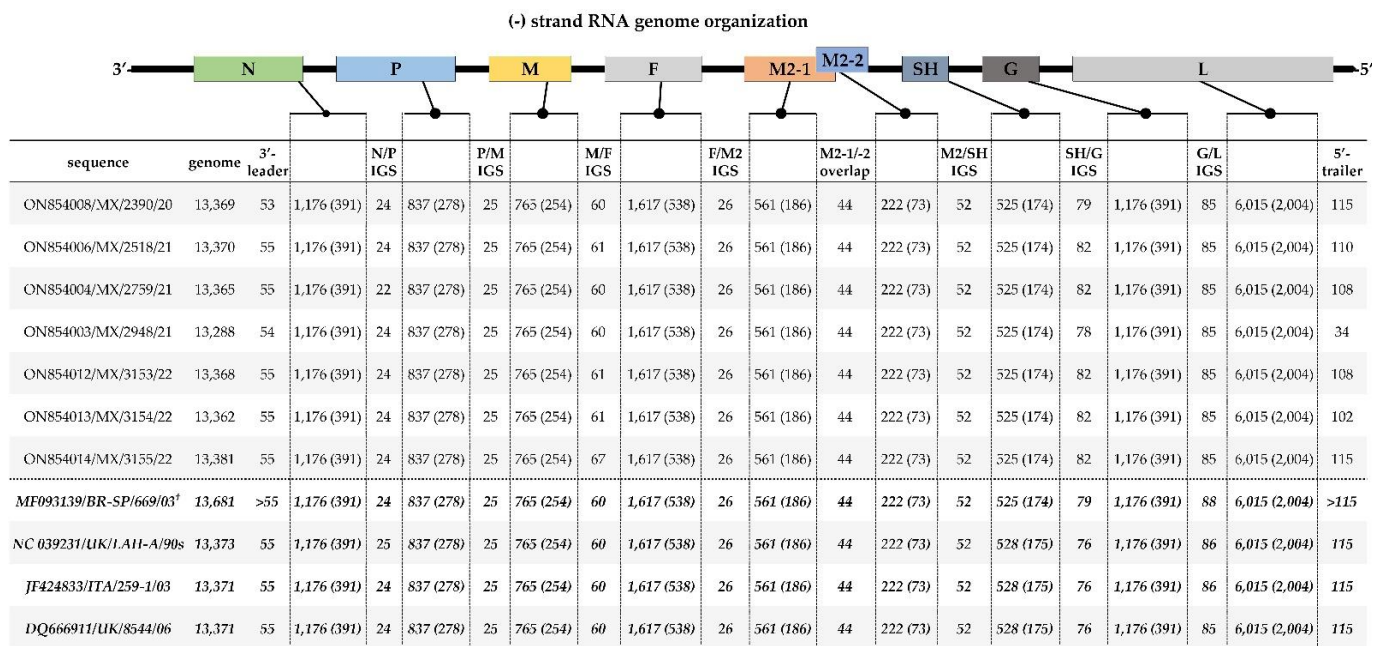 (-) strand RNA genome organization
3′- N P M F M2-1 M2-2 SH G L -5′
sequence genome 3′-leader N/P IGS P/M IGS M/F IGS F/M2 IGS M2-1/-2 overlap M2/SH IGS SH/G IGS G/L IGS 5′-trailer
ON854008/MX/2390/20 13,369 53 1,176 (391) 24 837 (278) 25 765 (254) 60 1,617 (538) 26 561 (186) 44 222 (73) 52 525 (174) 79 1,176 (391) 85 6,015 (2,004) 115
ON854006/MX/2518/21 13,370 55 1,176 (391) 24 837 (278) 25 765 (254) 61 1,617 (538) 26 561 (186) 44 222 (73) 52 525 (174) 82 1,176 (391) 85 6,015 (2,004) 110
ON854004/MX/2759/21 13,365 55 1,176 (391) 22 837 (278) 25 765 (254) 60 1,617 (538) 26 561 (186) 44 222 (73) 52 525 (174) 82 1,176 (391) 85 6,015 (2,004) 108
ON854003/MX/2948/21 13,288 54 1,176 (391) 24 837 (278) 25 765 (254) 60 1,617 (538) 26 561 (186) 44 222 (73) 52 525 (174) 78 1,176 (391) 85 6,015 (2,004) 34
ON854012/MX/3153/22 13,368 55 1,176 (391) 24 837 (278) 25 765 (254) 61 1,617 (538) 26 561 (186) 44 222 (73) 52 525 (174) 82 1,176 (391) 85 6,015 (2,004) 108
ON854013/MX/3154/22 13,362 55 1,176 (391) 24 837 (278) 25 765 (254) 61 1,617 (538) 26 561 (186) 44 222 (73) 52 525 (174) 82 1,176 (391) 85 6,015 (2,004) 102
ON854014/MX/3155/22 13,381 55 1,176 (391) 24 837 (278) 25 765 (254) 67 1,617 (538) 26 561 (186) 44 222 (73) 52 525 (174) 82 1,176 (391) 85 6,015 (2,004) 115
MF093139/BR-SP/669/03† 13,681 >55 1,176 (391) 24 837 (278) 25 765 (254) 60 1,617 (538) 26 561 (186) 44 222 (73) 52 525 (174) 79 1,176 (391) 88 6,015 (2,004) >115
NC 039231/UK/LAH-A/90s 13,373 55 1,176 (391) 25 837 (278) 25 765 (254) 60 1,617 (538) 26 561 (186) 44 222 (73) 52 528 (175) 76 1,176 (391) 86 6,015 (2,004) 115
JF424833/ITA/259-1/03 13,371 55 1,176 (391) 24 837 (278) 25 765 (254) 60 1,617 (538) 26 561 (186) 44 222 (73) 52 528 (175) 76 1,176 (391) 86 6,015 (2,004) 115
DQ666911/UK/8544/06 13,371 55 1,176 (391) 24 837 (278) 25 765 (254) 60 1,617 (538) 26 561 (186) 44 222 (73) 52 528 (175) 76 1,176 (391) 85 6,015 (2,004) 115